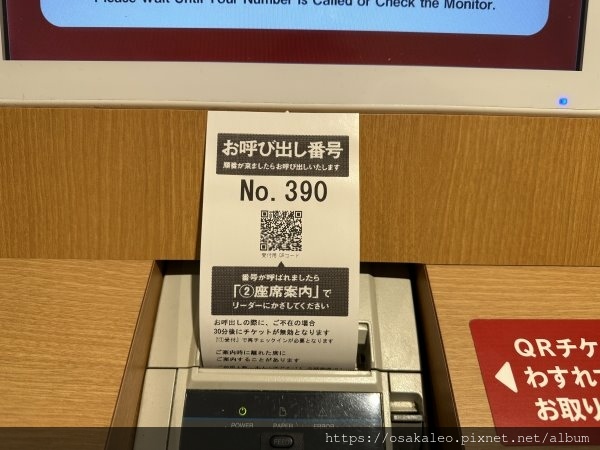 Please Wait Until Your Number is Called or Check the Monitor.
お呼び出し番号
順番が来ましたらお呼び出しいたします
No. 390
受付用 QRコード
番号が呼ばれましたら
「②座席案内」で
リーダーにかざしてください
お呼出しの際に、ご不在の場合
30分後にチケットが無効となります
「①受付」で再チェックインが必要となります
ご案内時に離れた席に
ご案内することがあります
QRチケ
わすれ
お取り
POWER PAPER ERROR
FEED
https://osakaleo.pixnet.net/album